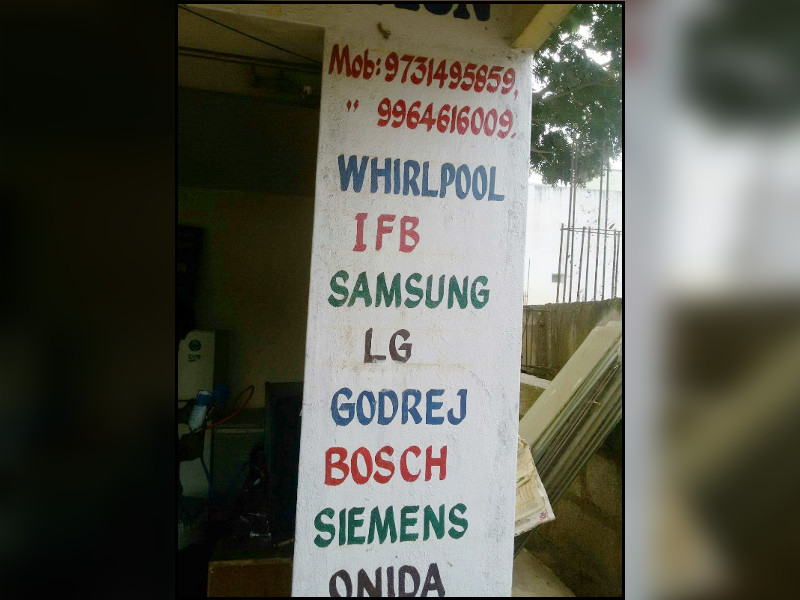 Mob: 9731495859,
" 9964616009.
WHIRLPOOL
IFB
SAMSUNG
LG
GODREJ
BOSCH
SIEMENS
ONIDA